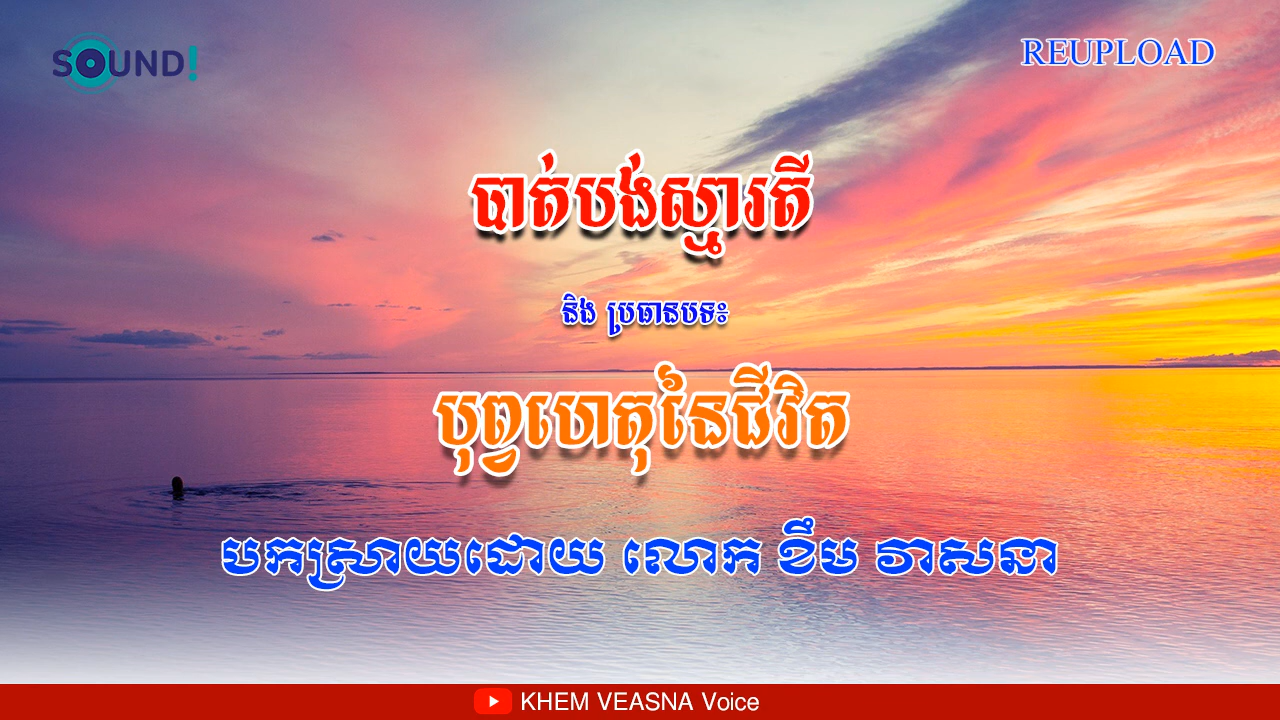 SOUND!
REUPLOAD
បាត់បង់ស្មារតី
និង ប្រធានបទ៖
បុព្វហេតុនៃជីវិត
បកស្រាយដោយ លោក ខឹម វាសនា
KHEM VEASNA Voice